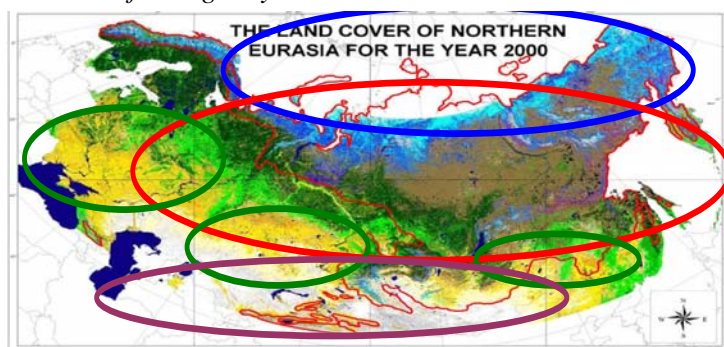 THE LAND COVER OF NORTHERN
EURASIA FOR THE YEAR 2000
N
W
E
S